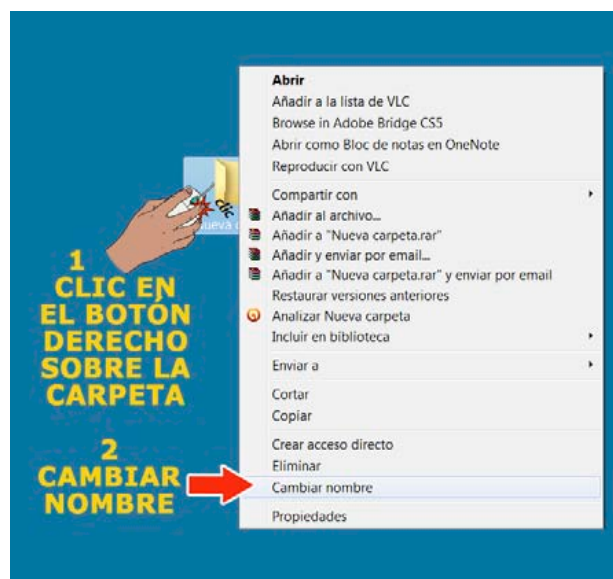 Abrir
Añadir a la lista de VLC
Browse in Adobe Bridge CS5
Abrir como Bloc de notas en OneNote
Reproducir con VLC
Compartir con
Añadir al archivo...
Añadir a "Nueva carpeta.rar"
Añadir y enviar por email...
Añadir a "Nueva carpeta.rar" y enviar por email
Restaurar versiones anteriores
Analizar Nueva carpeta
Incluir en biblioteca
Enviar a
Cortar
Copiar
Crear acceso directo
Eliminar
Cambiar nombre
Propiedades
clic
Nueva c
1
CLIC EN
EL BOTÓN
DERECHO
SOBRE LA
CARPETA
2
CAMBIAR
NOMBRE